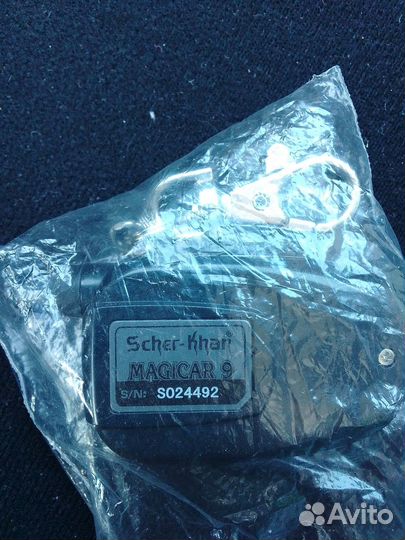 Scher-Khan
MAGICAR 9
S/N: S024492
Avito